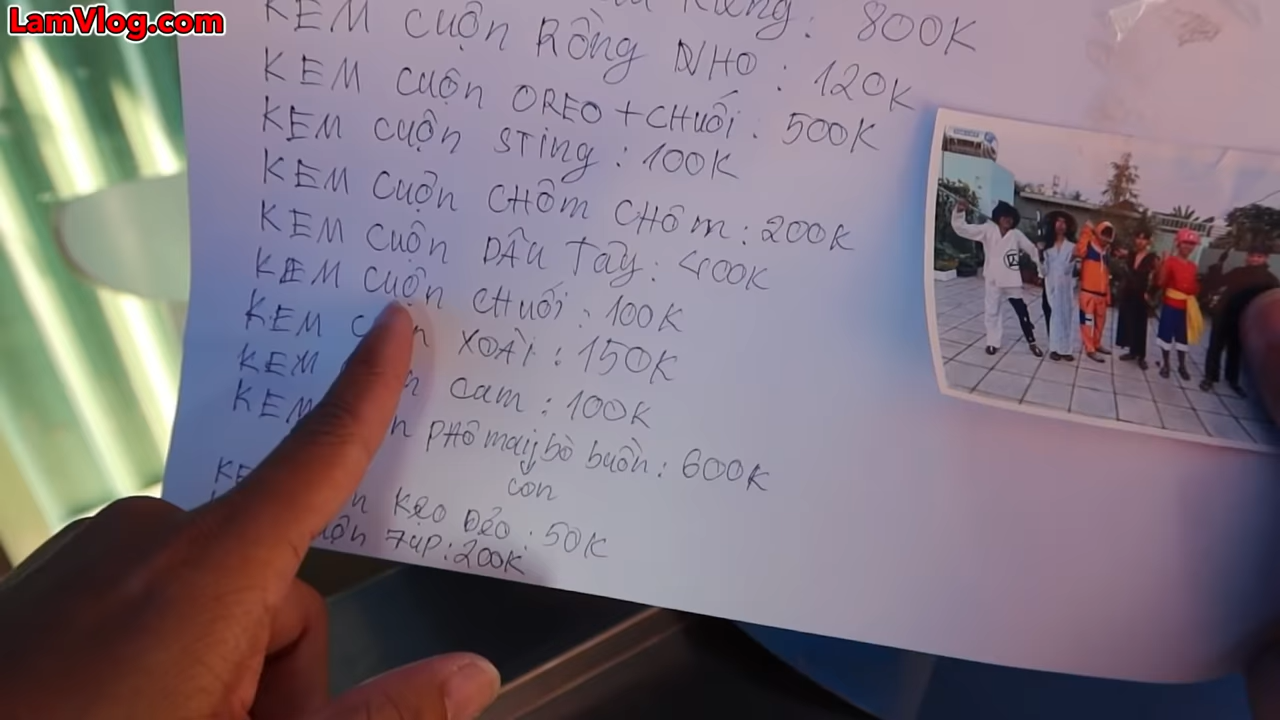 LamVlog.com
: 800K
KEM CUỘN RỒNG NHO : 120K
KEM CUỘN OREO + CHUỐI : 500K
KEM CUỘN STING : 100K
KEM CUỘN CHÔM CHÔM : 200K
KEM CUỘN DÂU TÂY : 400K
KEM CUỘN CHUỐI : 100K
KEM XOÀI : 150K
KEM CAM : 100K
KEM PHÔ mai bò buồn : 600K
con
KẸO DẺO : 50K
7up : 200K